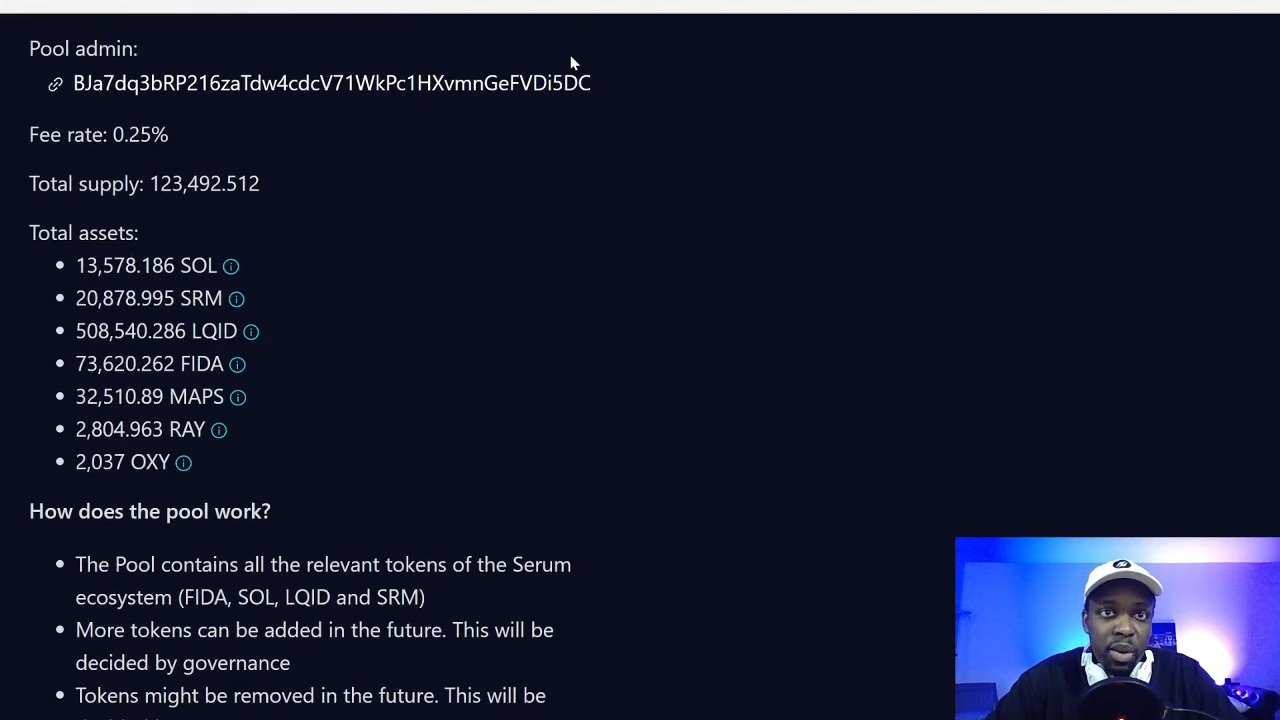 Pool admin:
BJa7dq3bRP216zaTdw4cdcV71WkPc1HXvmnGeFVDi5DC
Fee rate: 0.25%
Total supply: 123,492.512
Total assets:
• 13,578.186 SOL
• 20,878.995 SRM
• 508,540.286 LQID
• 73,620.262 FIDA
• 32,510.89 MAPS
• 2,804.963 RAY
• 2,037 OXY
How does the pool work?
• The Pool contains all the relevant tokens of the Serum
ecosystem (FIDA, SOL, LQID and SRM)
• More tokens can be added in the future. This will be
decided by governance
• Tokens might be removed in the future. This will be